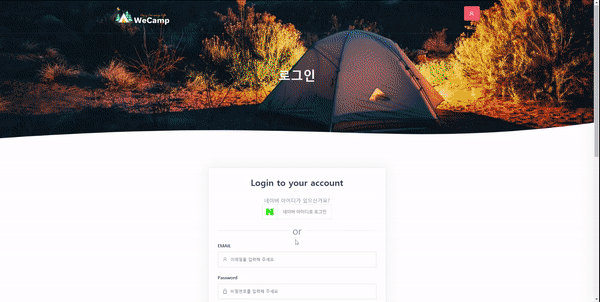 WeCamp
로그인
Login to your account
네이버 아이디가 있으신가요?
네이버 아이디로 로그인
or
EMAIL
이메일을 입력해 주세요
Password
비밀번호를 입력해 주세요